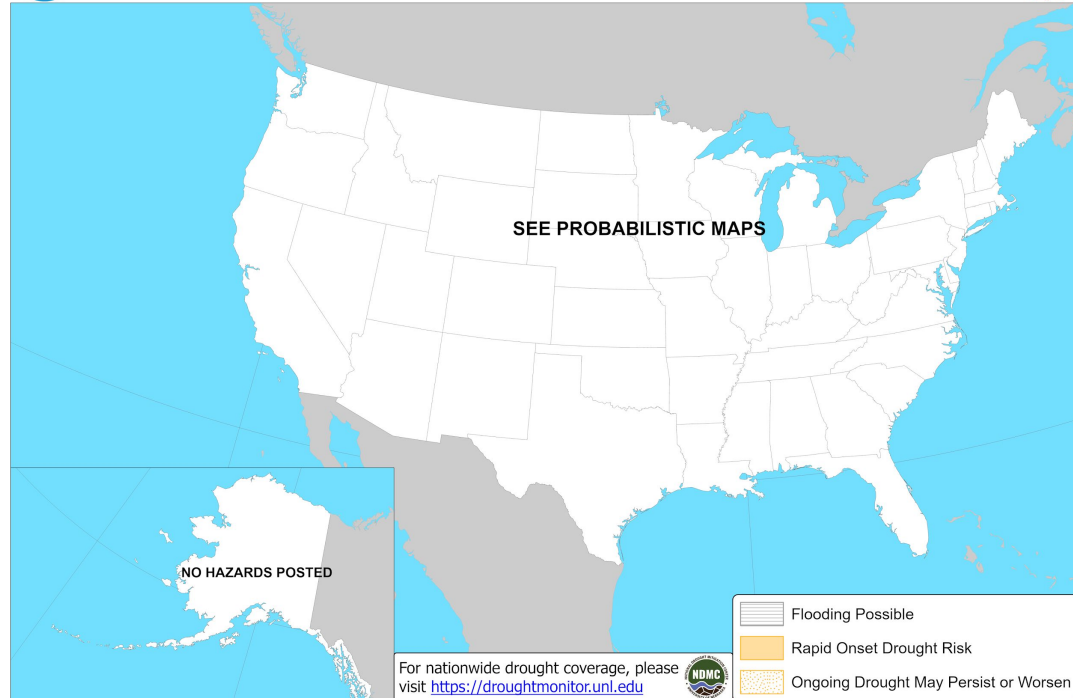 SEE PROBABILISTIC MAPS
NO HAZARDS POSTED
For nationwide drought coverage, please
visit https://droughtmonitor.unl.edu
NDMC
Flooding Possible
Rapid Onset Drought Risk
Ongoing Drought May Persist or Worsen